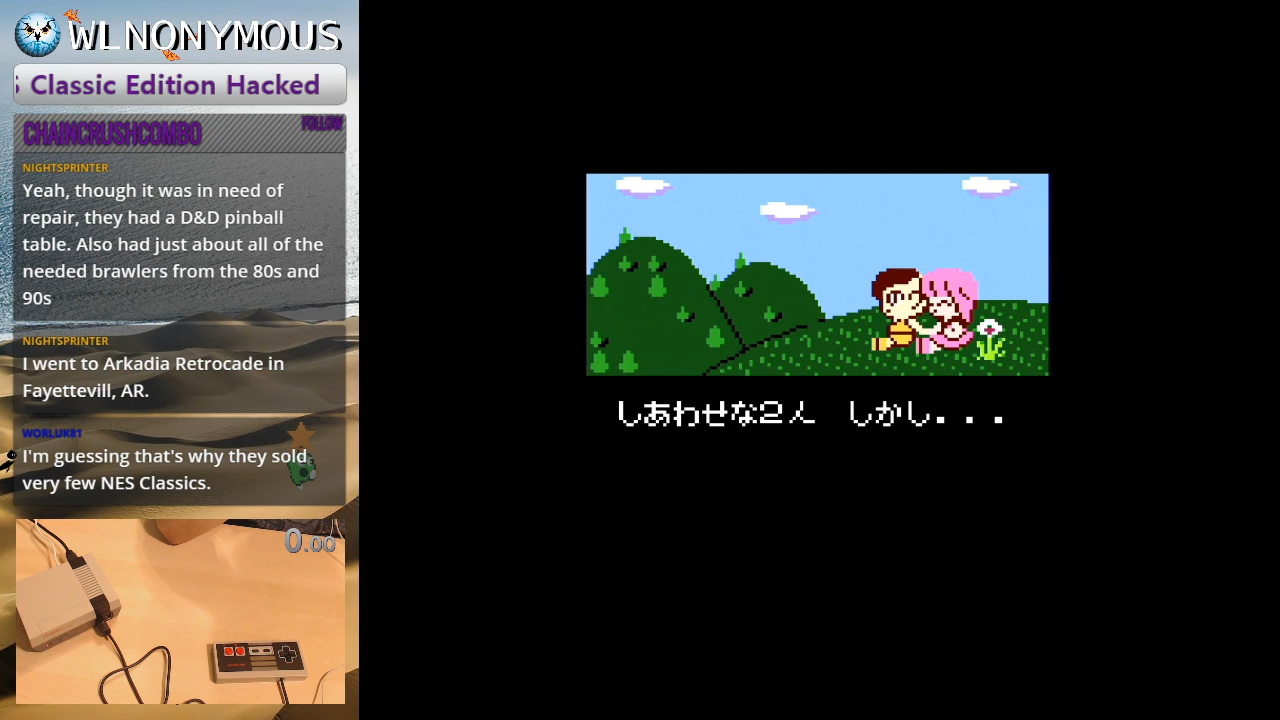 WLNONYMOUS
Classic Edition Hacked
CHAINCRUSHCOMBO
FOLLOW
NIGHTSPRINTER
Yeah, though it was in need of
repair, they had a D&D pinball
table. Also had just about all of the
needed brawlers from the 80s and
90s
NIGHTSPRINTER
I went to Arkadia Retrocade in
Fayettevill, AR.
WORLUK81
I'm guessing that's why they sold
very few NES Classics.
0.00
しあわせな2人 しかし...